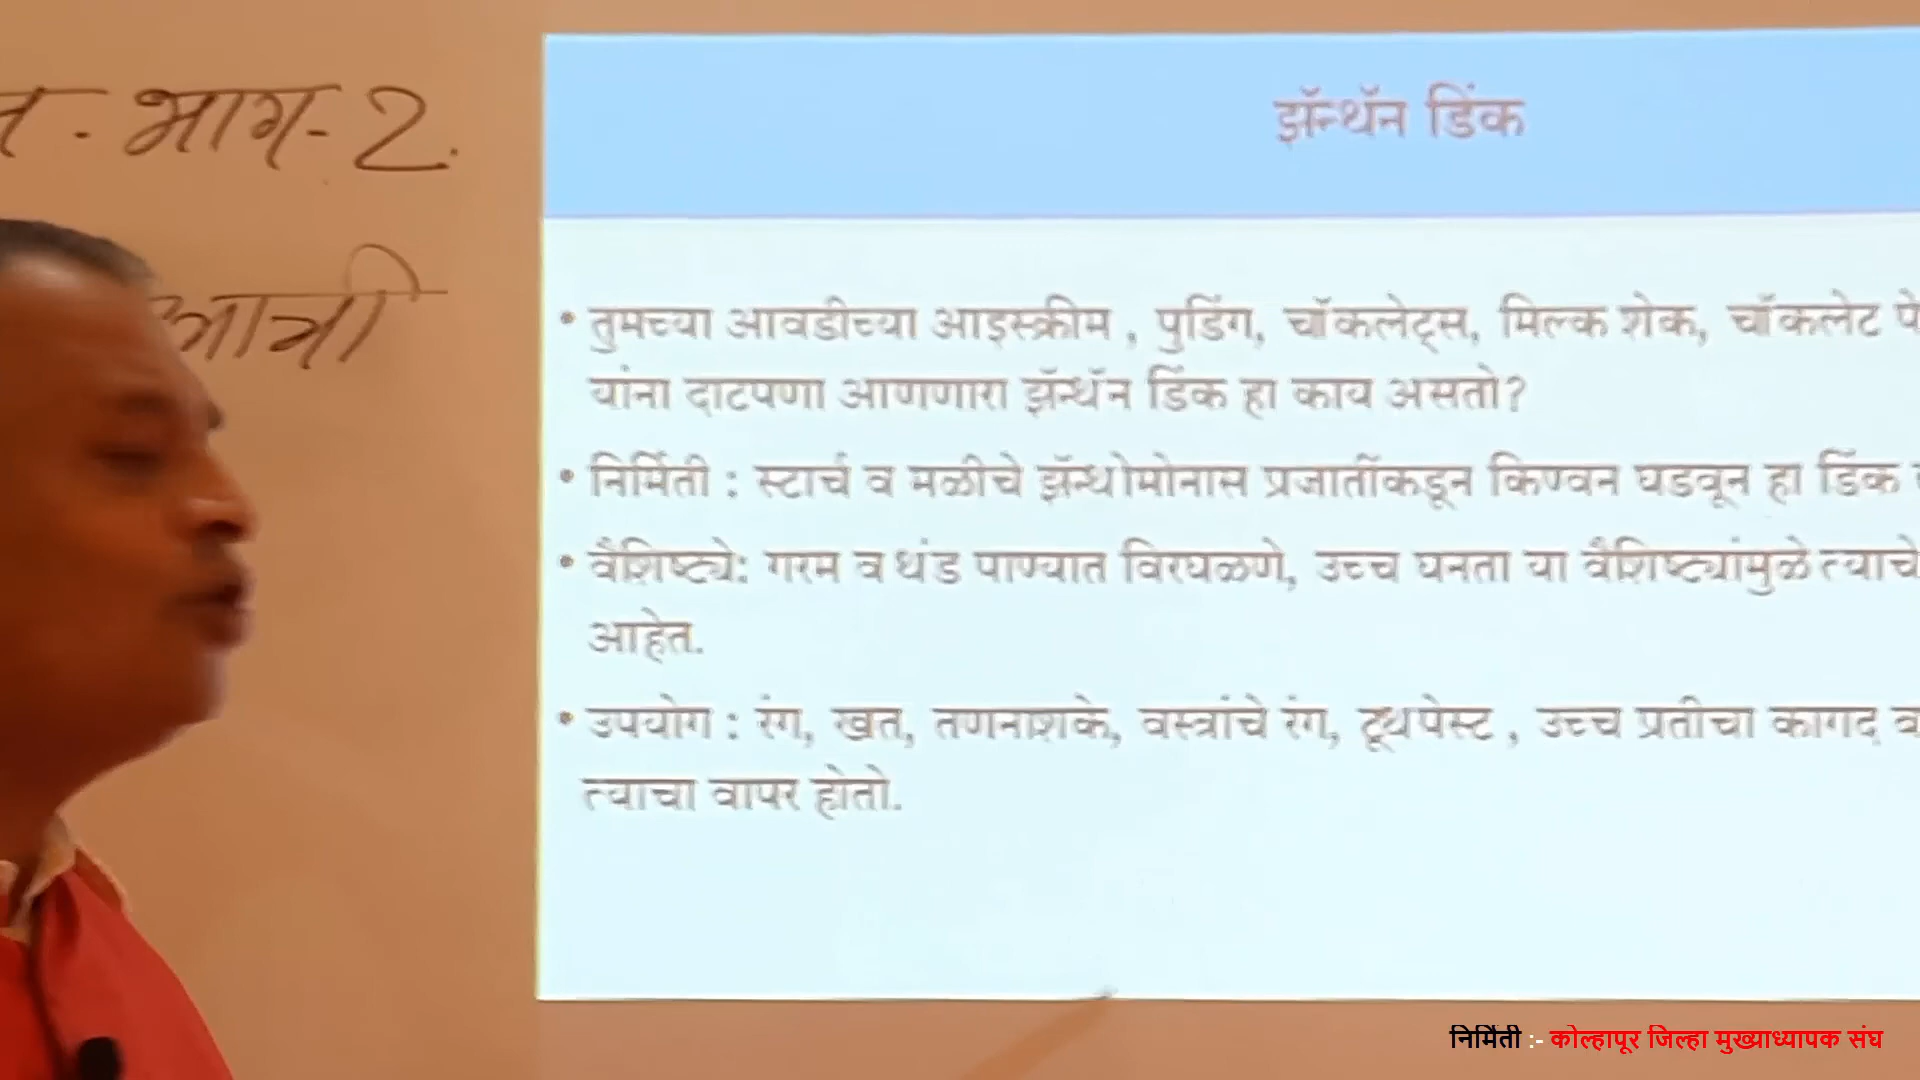 भाग-2.
झॅन्थॅन डिंक
• तुमच्या आवडीच्या आइस्क्रीम , पुडिंग, चॉकलेट्स, मिल्क शेक, चॉकलेट
यांना दाटपणा आणणारा झॅन्थॅन डिंक हा काय असतो?
• निर्मिती : स्टार्च व मळीचे झॅन्थोमोनास प्रजातींकडून किण्वन घडवून हा डिंक
• वैशिष्ट्ये: गरम व थंड पाण्यात विरघळणे, उच्च घनता या वैशिष्ट्यांमुळे त्याचे
आहेत.
• उपयोग : रंग, खत, तणनाशके, वस्त्रांचे रंग, टूथपेस्ट , उच्च प्रतीचा कागद
त्याचा वापर होतो.
निर्मिती :- कोल्हापूर जिल्हा मुख्याध्यापक संघ